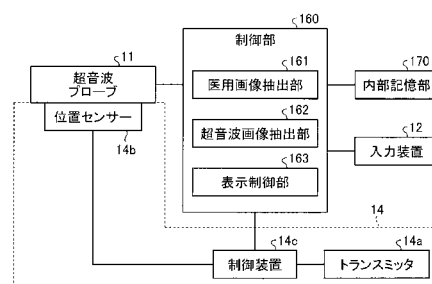 160
制御部
11
超音波
プローブ
161
医用画像抽出部
170
内部記憶部
位置センサー
14b
162
超音波画像抽出部
12
入力装置
163
表示制御部
14
14c
制御装置
14a
トランスミッタ